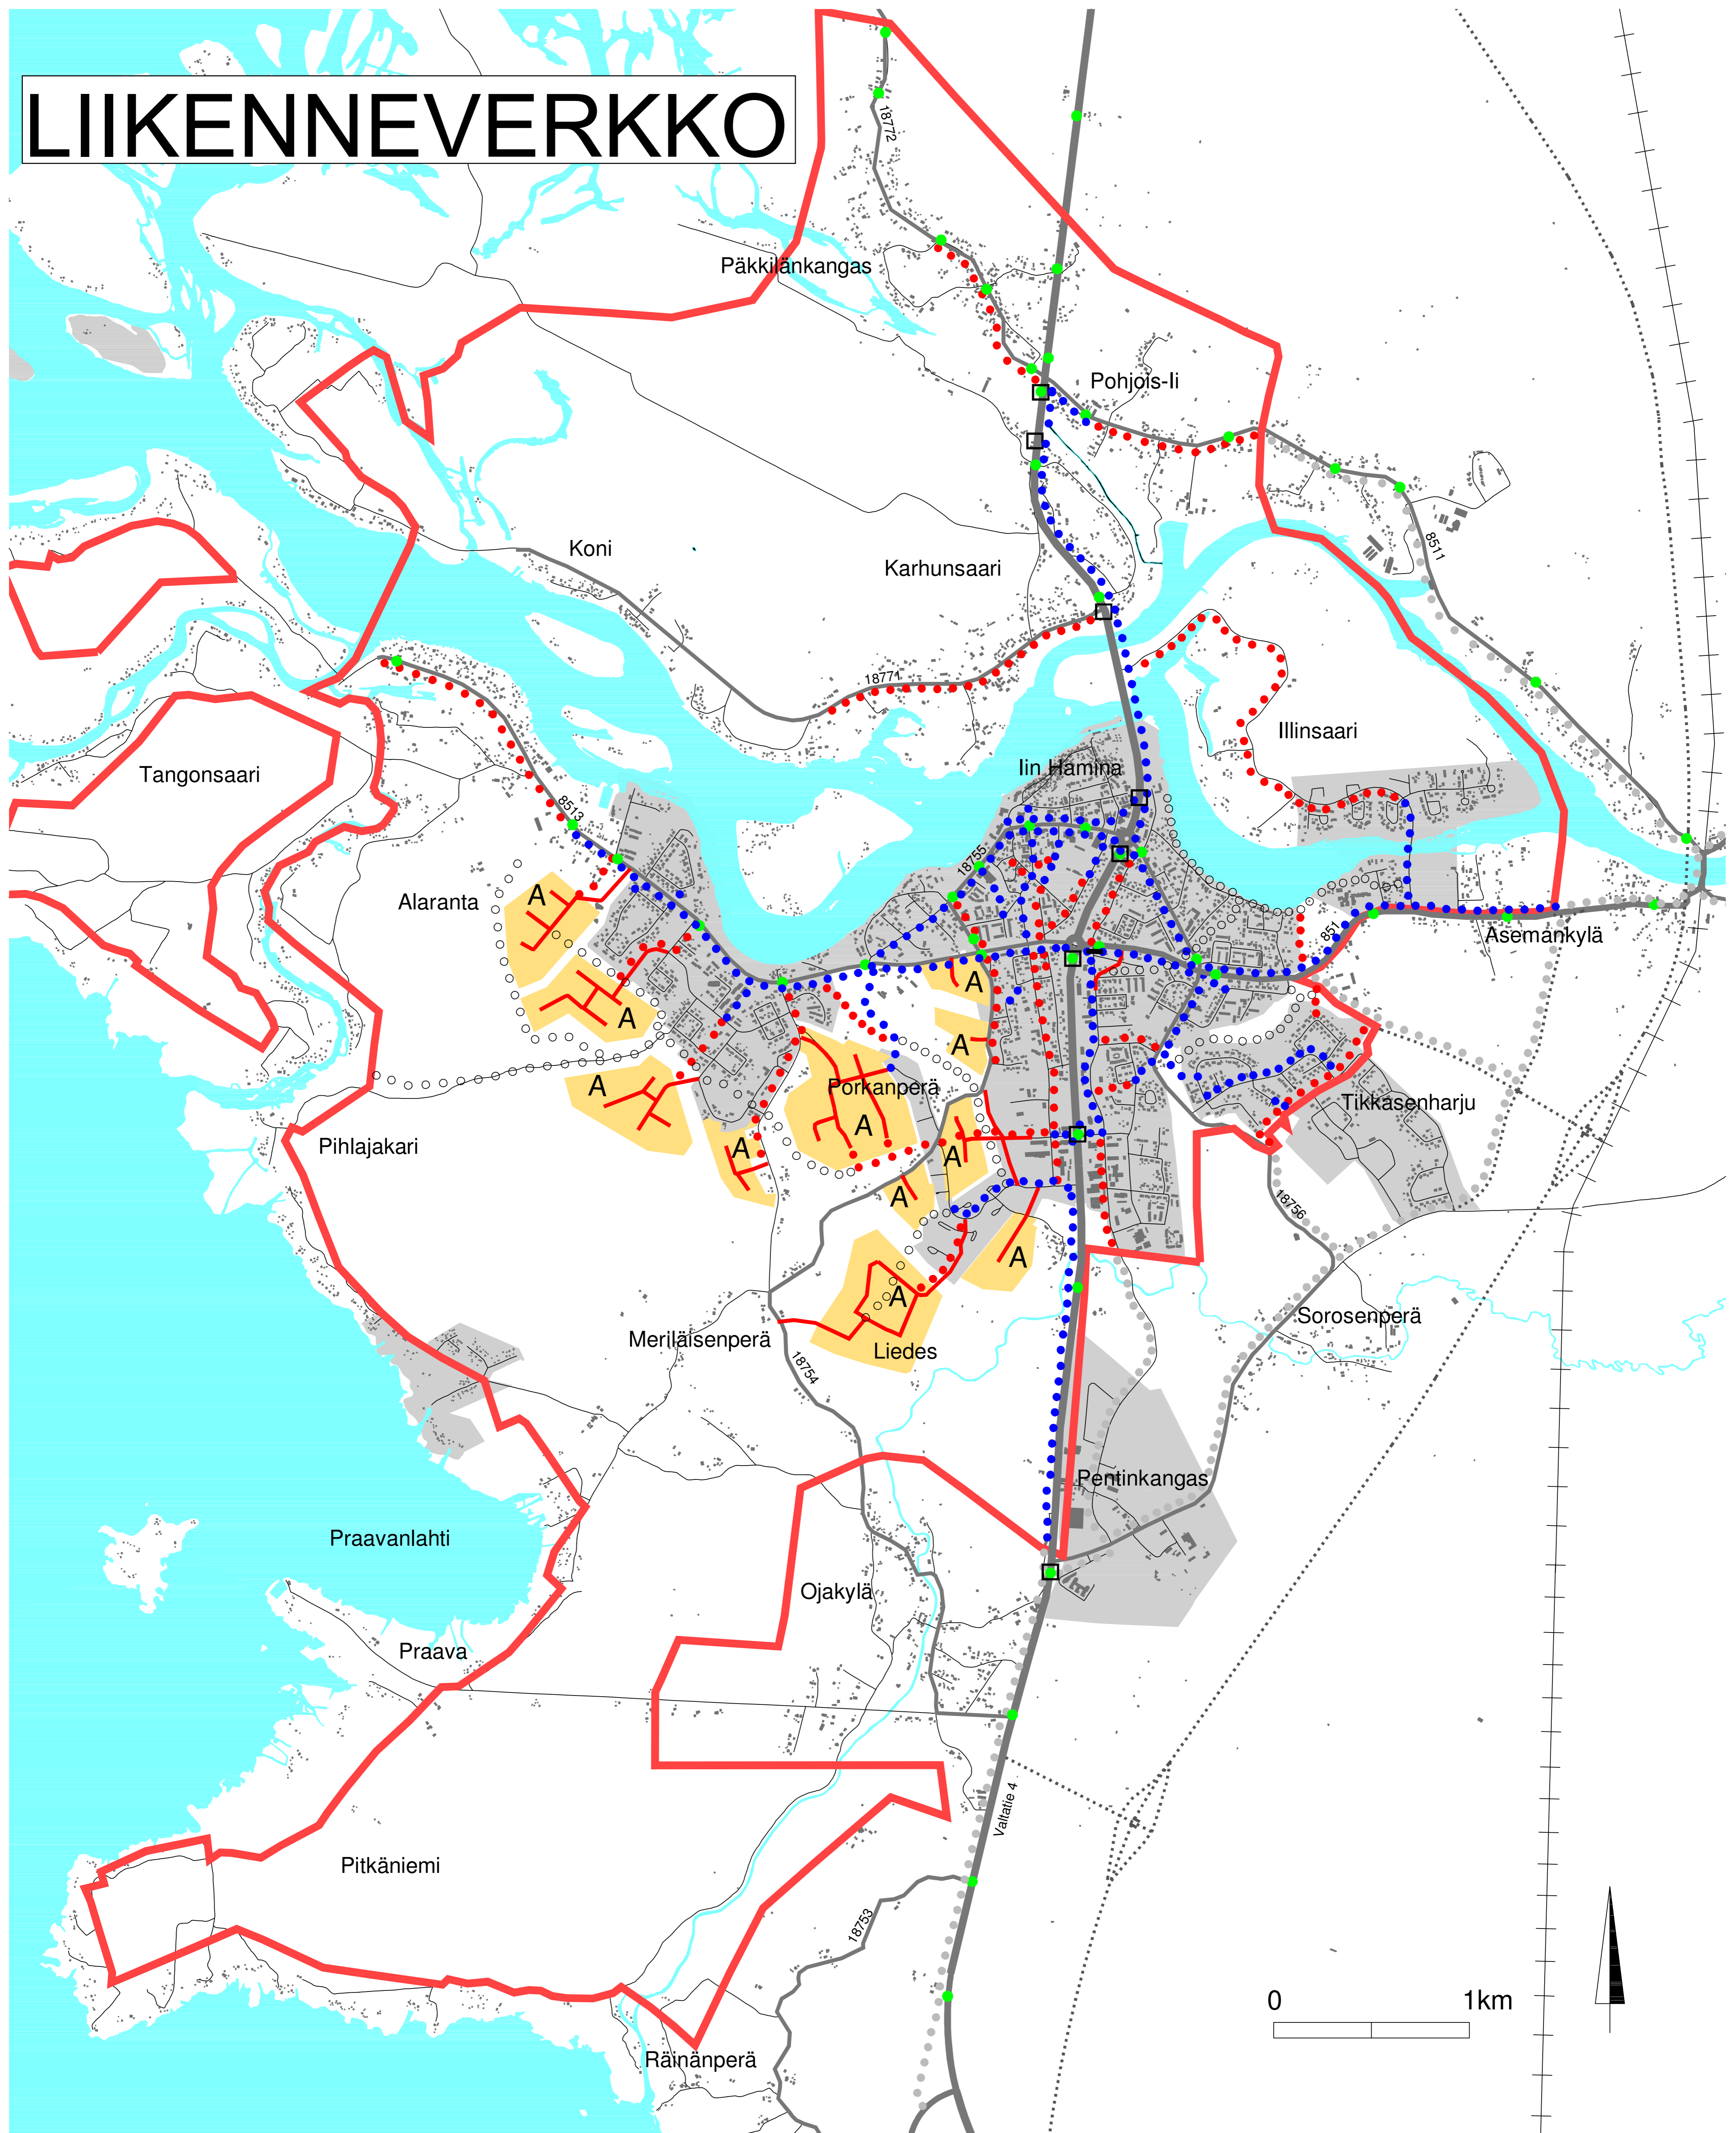 LIIKENNEVERKKO
18772
Päkkilänkangas
Pohjois-Ii
8511
Koni
Karhunsaari
18771
Illinsaari
Iin Hamina
Tangonsaari
8513
18755
Alaranta
A
851
Asemankylä
A
A
A
A
Porkanperä
Tikkasenharju
A
Pihlajakari
A
A
A
18756
A
A
Sorosenperä
Meriläisenperä
Liedes
18754
Pentinkangas
Praavanlahti
Ojakylä
Praava
Valtatie 4
Pitkäniemi
18753
0 1km
Räinänperä